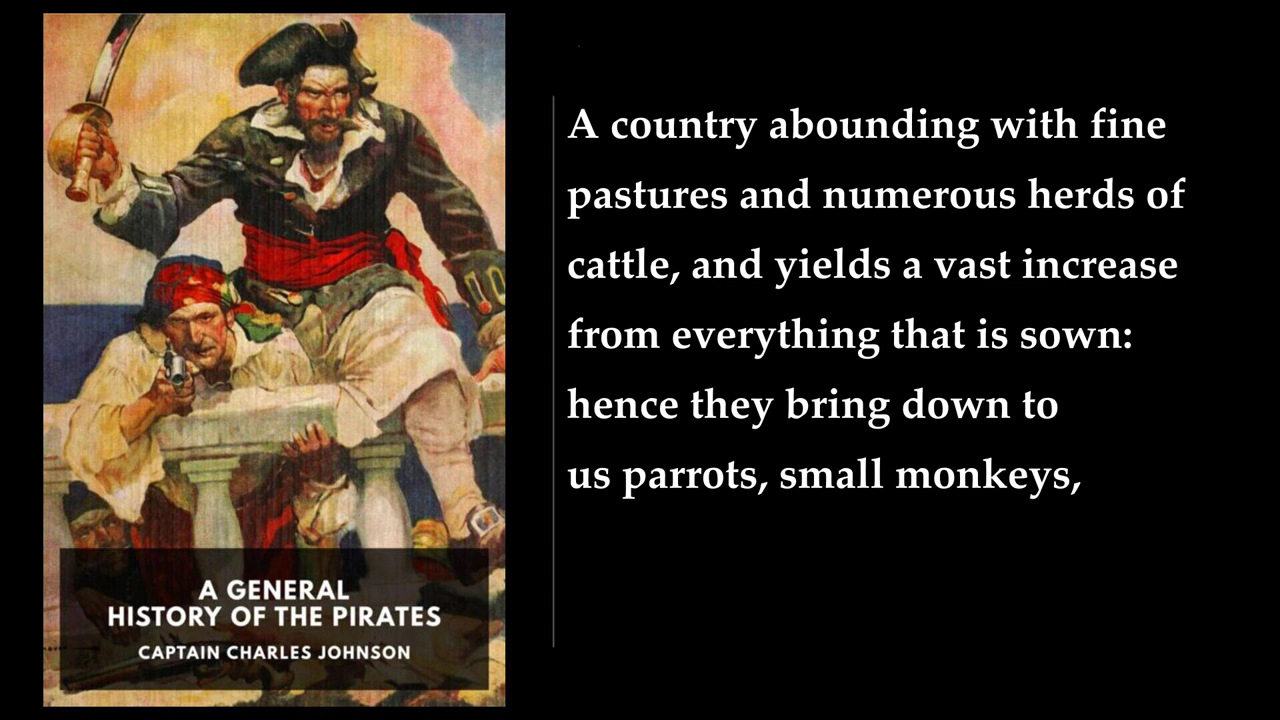 A country abounding with fine
pastures and numerous herds of
cattle, and yields a vast increase
from everything that is sown:
hence they bring down to
us parrots, small monkeys,
A GENERAL
HISTORY OF THE PIRATES
CAPTAIN CHARLES JOHNSON